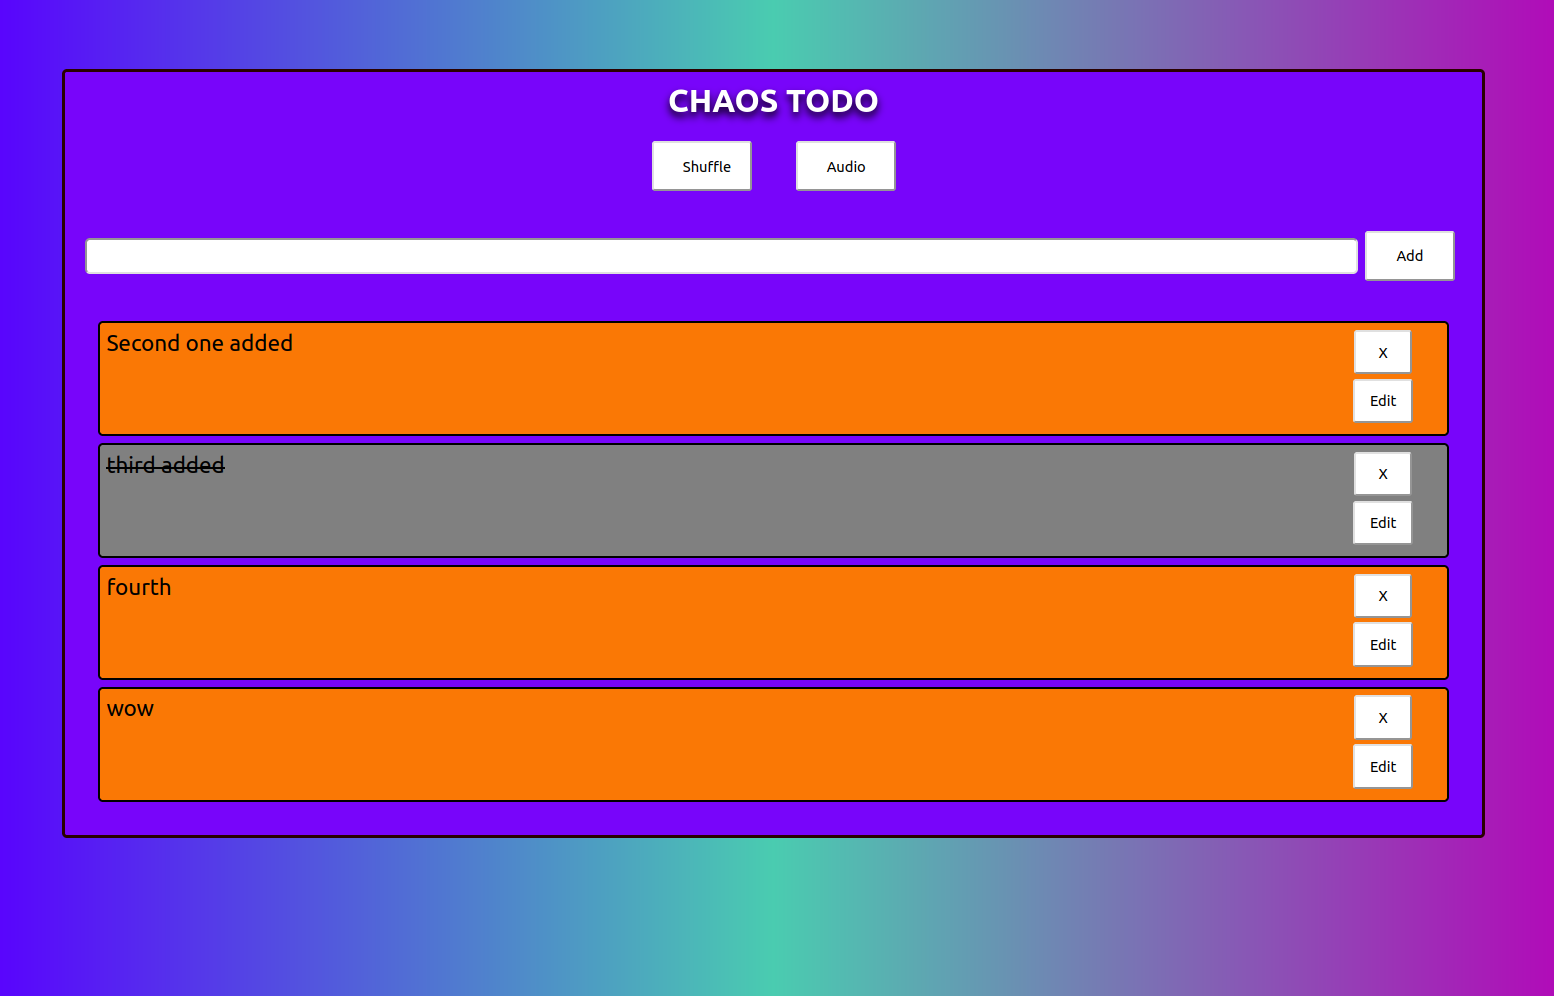 CHAOS TODO
Shuffle Audio
Add
Second one added
X
Edit
third added
X
Edit
fourth
X
Edit
wow
X
Edit